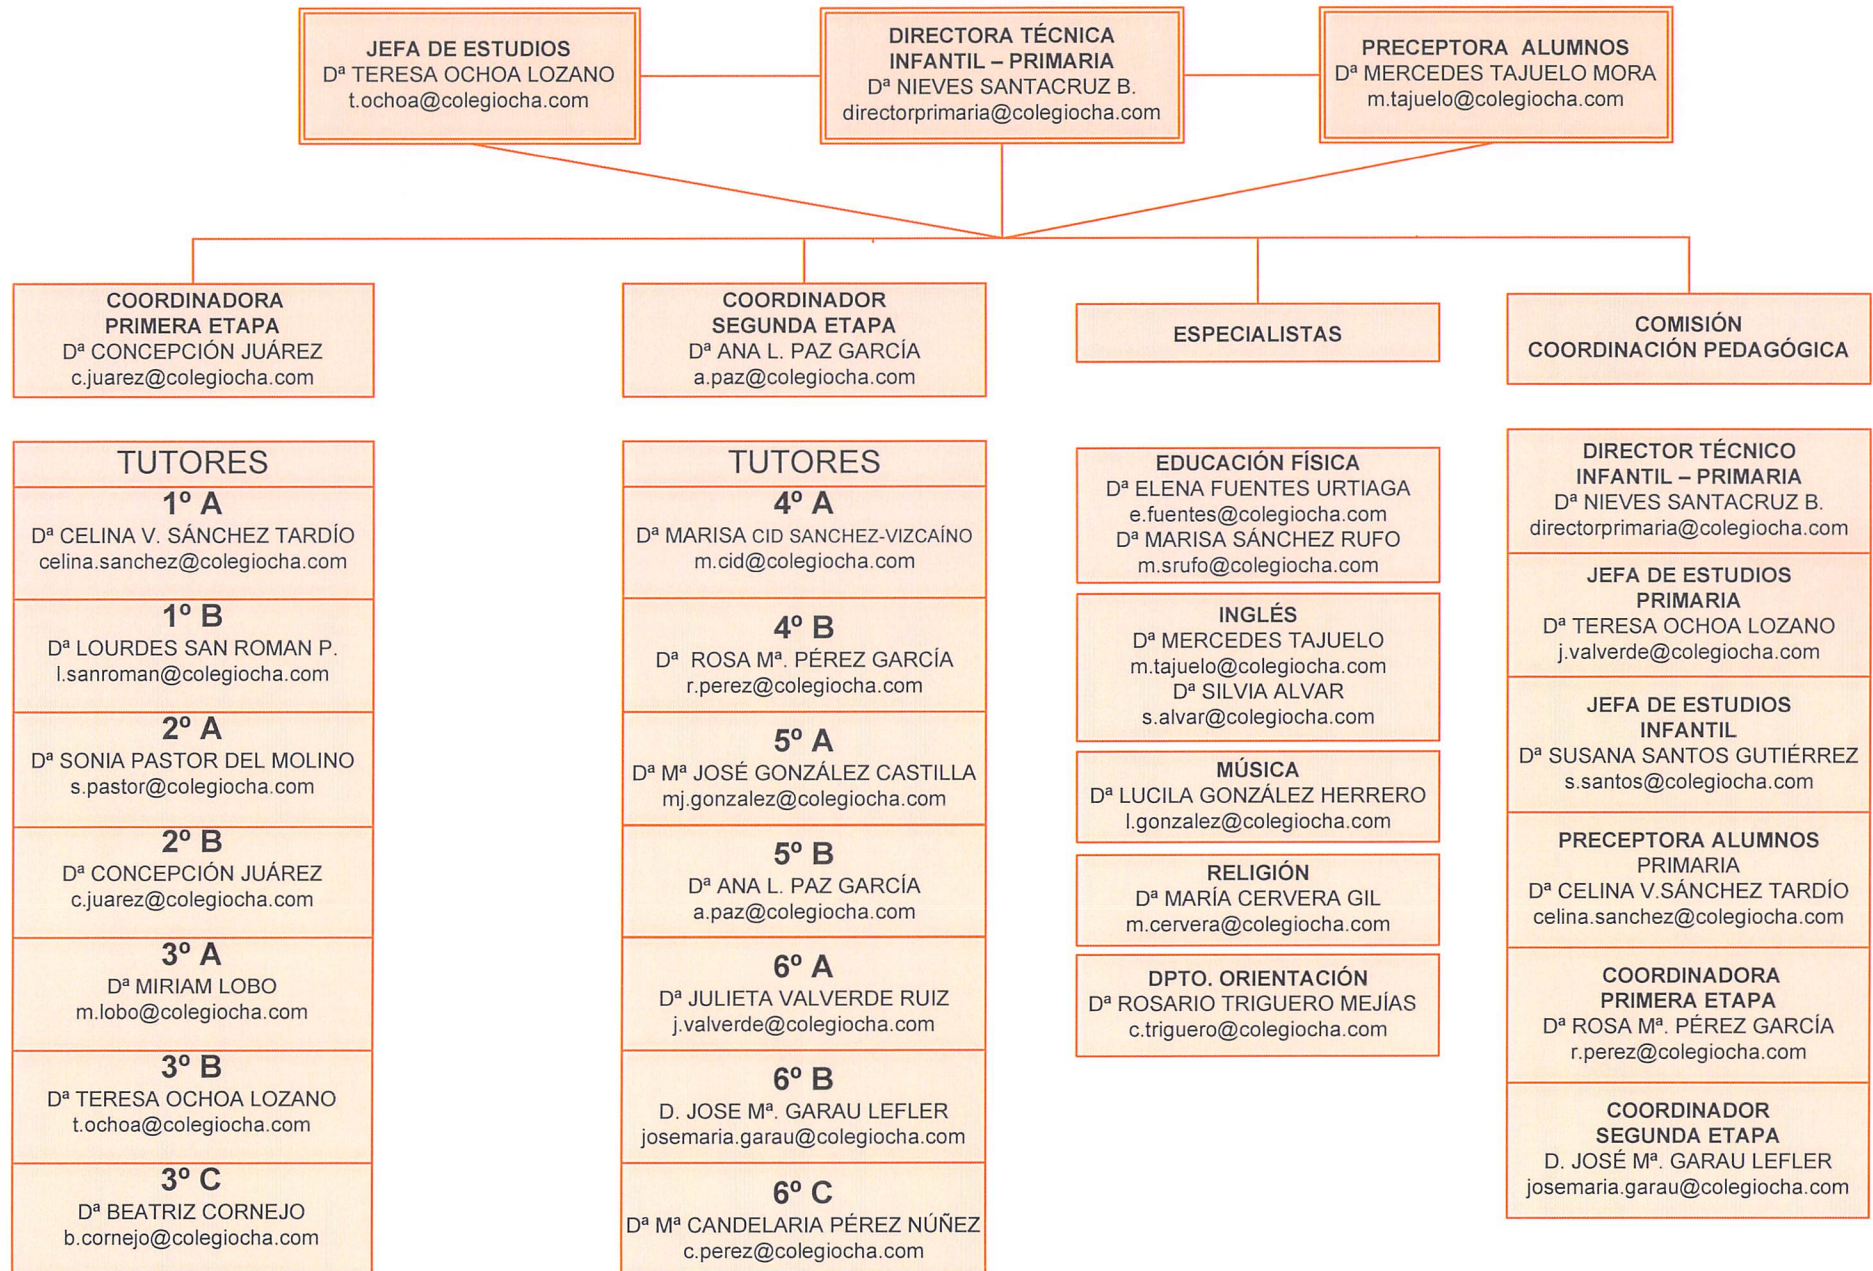 JEFA DE ESTUDIOS
Dª TERESA OCHOA LOZANO
t.ochoa@colegiocha.com
DIRECTORA TÉCNICA
INFANTIL – PRIMARIA
Dª NIEVES SANTACRUZ B.
directorprimaria@colegiocha.com
PRECEPTORA ALUMNOS
Dª MERCEDES TAJUELO MORA
m.tajuelo@colegiocha.com
COORDINADORA
PRIMERA ETAPA
Dª CONCEPCIÓN JUÁREZ
c.juarez@colegiocha.com
COORDINADOR
SEGUNDA ETAPA
Dª ANA L. PAZ GARCÍA
a.paz@colegiocha.com
ESPECIALISTAS
COMISIÓN
COORDINACIÓN PEDAGÓGICA
TUTORES
1º A
Dª CELINA V. SÁNCHEZ TARDÍO
celina.sanchez@colegiocha.com
1º B
Dª LOURDES SAN ROMAN P.
l.sanroman@colegiocha.com
2º A
Dª SONIA PASTOR DEL MOLINO
s.pastor@colegiocha.com
2º B
Dª CONCEPCIÓN JUÁREZ
c.juarez@colegiocha.com
3º A
Dª MIRIAM LOBO
m.lobo@colegiocha.com
3º B
Dª TERESA OCHOA LOZANO
t.ochoa@colegiocha.com
3º C
Dª BEATRIZ CORNEJO
b.cornejo@colegiocha.com
TUTORES
4º A
Dª MARISA CID SANCHEZ-VIZCAÍNO
m.cid@colegiocha.com
4º B
Dª ROSA Mª. PÉREZ GARCÍA
r.perez@colegiocha.com
5º A
Dª Mª JOSÉ GONZÁLEZ CASTILLA
mj.gonzalez@colegiocha.com
5º B
Dª ANA L. PAZ GARCÍA
a.paz@colegiocha.com
6º A
Dª JULIETA VALVERDE RUIZ
j.valverde@colegiocha.com
6º B
D. JOSE Mª. GARAU LEFLER
josemaria.garau@colegiocha.com
6º C
Dª Mª CANDELARIA PÉREZ NÚÑEZ
c.perez@colegiocha.com
EDUCACIÓN FÍSICA
Dª ELENA FUENTES URTIAGA
e.fuentes@colegiocha.com
Dª MARISA SÁNCHEZ RUFO
m.srufo@colegiocha.com
INGLÉS
Dª MERCEDES TAJUELO
m.tajuelo@colegiocha.com
Dª SILVIA ALVAR
s.alvar@colegiocha.com
MÚSICA
Dª LUCILA GONZÁLEZ HERRERO
l.gonzalez@colegiocha.com
RELIGIÓN
Dª MARÍA CERVERA GIL
m.cervera@colegiocha.com
DPTO. ORIENTACIÓN
Dª ROSARIO TRIGUERO MEJÍAS
c.triguero@colegiocha.com
DIRECTOR TÉCNICO
INFANTIL – PRIMARIA
Dª NIEVES SANTACRUZ B.
directorprimaria@colegiocha.com
JEFA DE ESTUDIOS
PRIMARIA
Dª TERESA OCHOA LOZANO
j.valverde@colegiocha.com
JEFA DE ESTUDIOS
INFANTIL
Dª SUSANA SANTOS GUTIÉRREZ
s.santos@colegiocha.com
PRECEPTORA ALUMNOS
PRIMARIA
Dª CELINA V.SÁNCHEZ TARDÍO
celina.sanchez@colegiocha.com
COORDINADORA
PRIMERA ETAPA
Dª ROSA Mª. PÉREZ GARCÍA
r.perez@colegiocha.com
COORDINADOR
SEGUNDA ETAPA
D. JOSÉ Mª. GARAU LEFLER
josemaria.garau@colegiocha.com